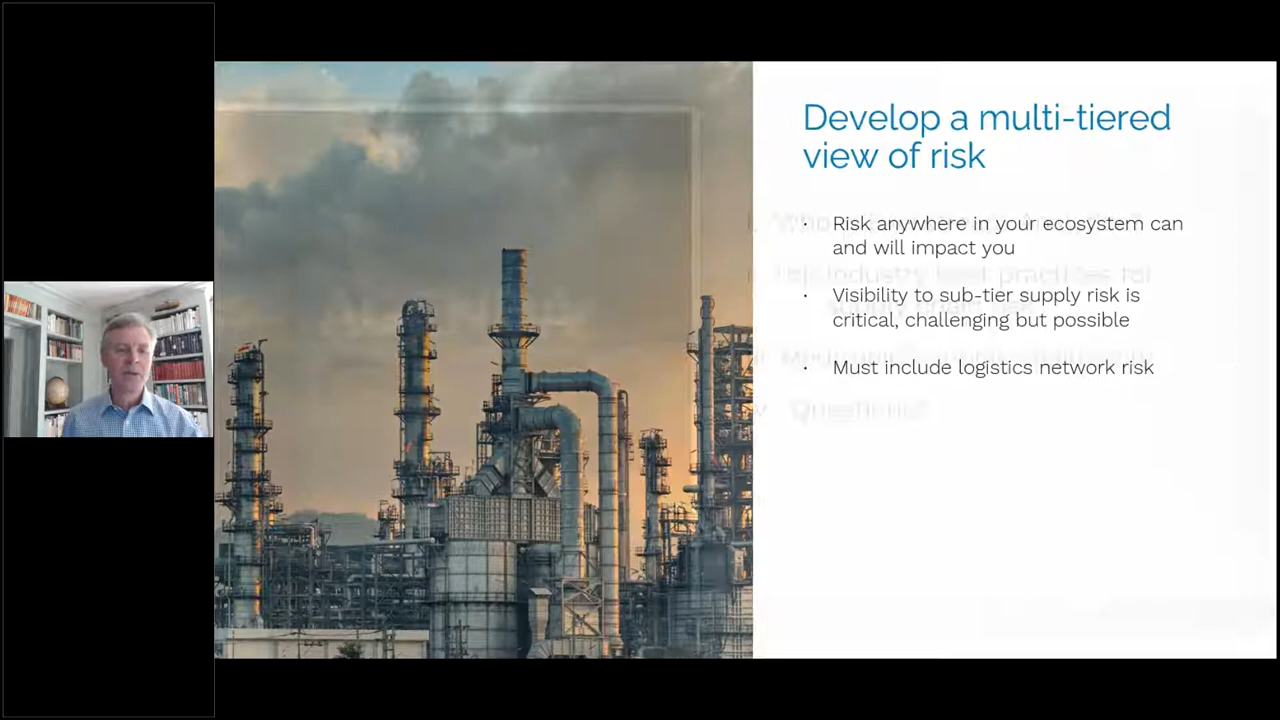 Develop a multi-tiered
view of risk
· Risk anywhere in your ecosystem can
and will impact you
· Visibility to sub-tier supply risk is
critical, challenging but possible
· Must include logistics network risk